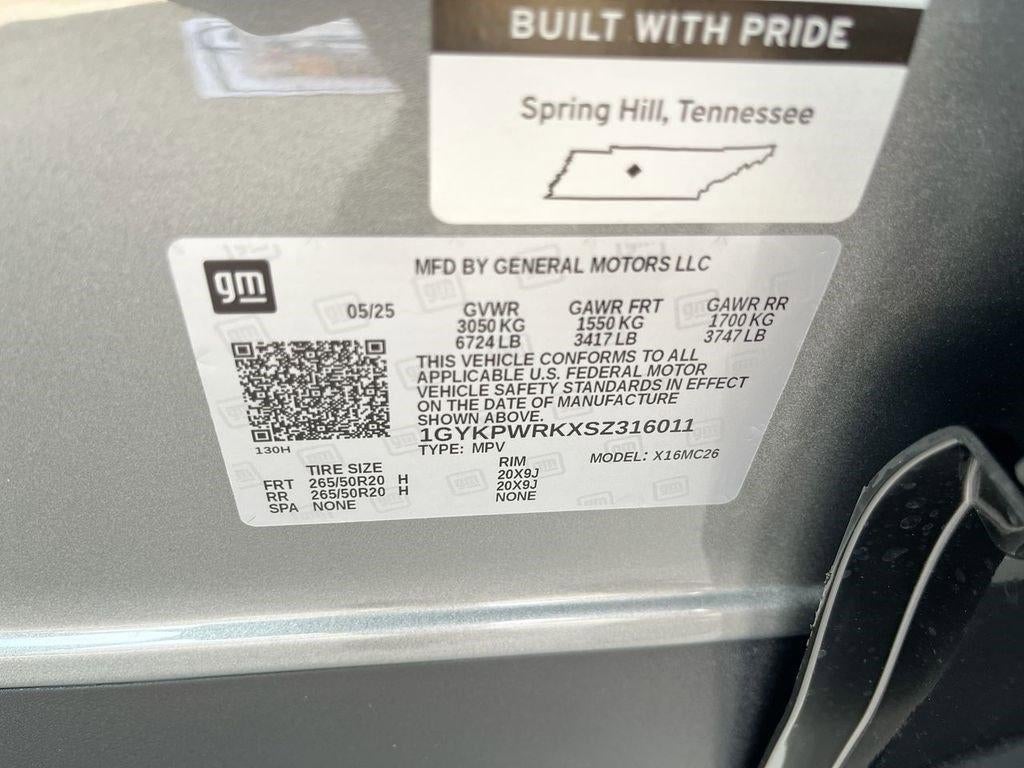 BUILT WITH PRIDE
Spring Hill, Tennessee
gm
MFD BY GENERAL MOTORS LLC
05/25
GVWR GAWR FRT GAWR RR
3050 KG 1550 KG 1700 KG
6724 LB 3417 LB 3747 LB
THIS VEHICLE CONFORMS TO ALL
APPLICABLE U.S. FEDERAL MOTOR
VEHICLE SAFETY STANDARDS IN EFFECT
ON THE DATE OF MANUFACTURE
SHOWN ABOVE.
1GYKPWRKXSZ316011
130H
TYPE: MPV
MODEL: X16MC26
TIRE SIZE RIM
FRT 265/50R20 H 20X9J
RR 265/50R20 H 20X9J
SPA NONE NONE